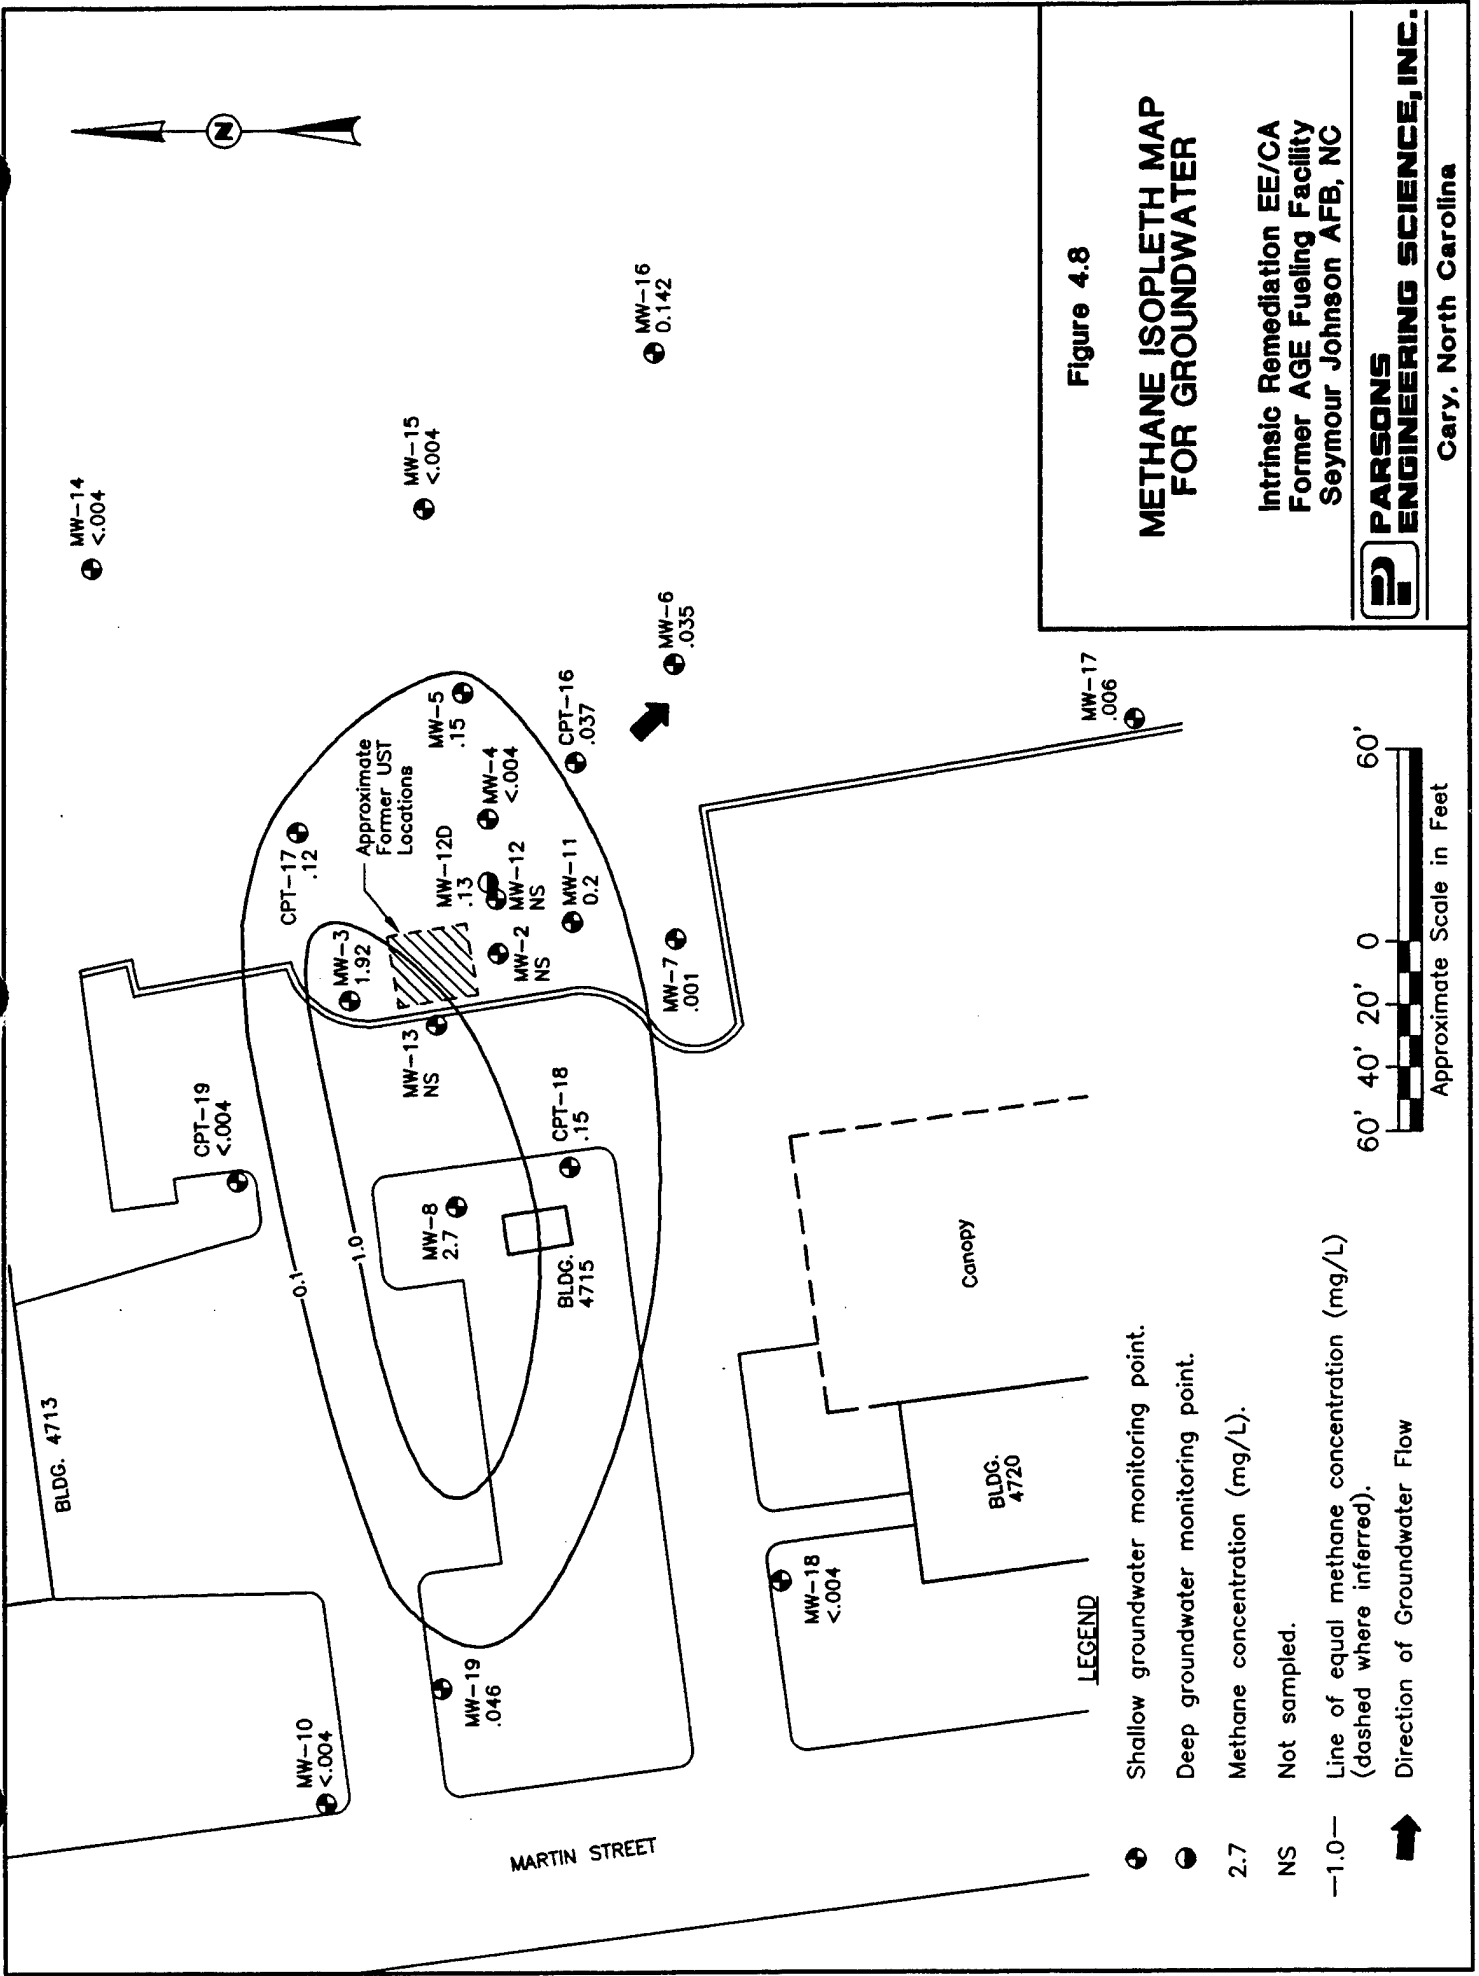 N
MW-14
<.004
MW-15
<.004
MW-16
0.142
MW-6
.035
MW-5
.15
CPT-16
.037
MW-4
<.004
Approximate
Former UST
Locations
CPT-17
.12
MW-12D
.13
MW-12
NS
MW-11
0.2
MW-2
NS
MW-3
1.92
MW-7
.001
MW-13
NS
MW-17
.006
CPT-19
<.004
CPT-18
.15
MW-8
2.7
BLDG.
4715
0.1
1.0
BLDG. 4713
MW-19
.046
MW-10
<.004
MW-18
<.004
Canopy
BLDG.
4720
MARTIN STREET
LEGEND
Shallow groundwater monitoring point.
Deep groundwater monitoring point.
2.7 Methane concentration (mg/L).
NS Not sampled.
—1.0— Line of equal methane concentration (mg/L)
(dashed where inferred).
Direction of Groundwater Flow
60' 40' 20' 0 60'
Approximate Scale in Feet
Figure 4.8
METHANE ISOPLETH MAP
FOR GROUNDWATER
Intrinsic Remediation EE/CA
Former AGE Fueling Facility
Seymour Johnson AFB, NC
PARSONS
ENGINEERING SCIENCE, INC.
Cary, North Carolina